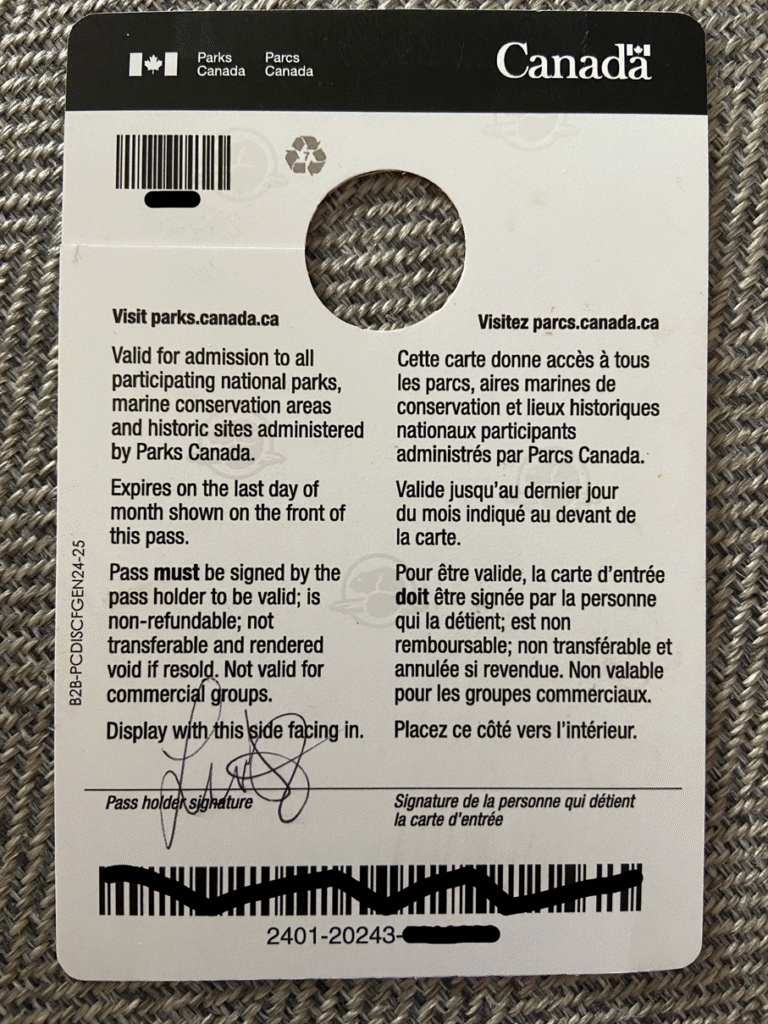 Parks
Canada
Parcs
Canada
Canada
7
Visit parks.canada.ca
Valid for admission to all
participating national parks,
marine conservation areas
and historic sites administered
by Parks Canada.
Expires on the last day of
month shown on the front of
this pass.
Pass must be signed by the
pass holder to be valid; is
non-refundable; not
transferable and rendered
void if resold. Not valid for
commercial groups.
Display with this side facing in.
Pass holder signature
Visitez parcs.canada.ca
Cette carte donne accès à tous
les parcs, aires marines de
conservation et lieux historiques
nationaux participants
administrés par Parcs Canada.
Valide jusqu'au dernier jour
du mois indiqué au devant de
la carte.
Pour être valide, la carte d'entrée
doit être signée par la personne
qui la détient; est non
remboursable; non transférable et
annulée si revendue. Non valable
pour les groupes commerciaux.
Placez ce côté vers l'intérieur.
Signature de la personne qui détient
la carte d'entrée
B2B-PCDISCFGEN24-25
2401-20243-